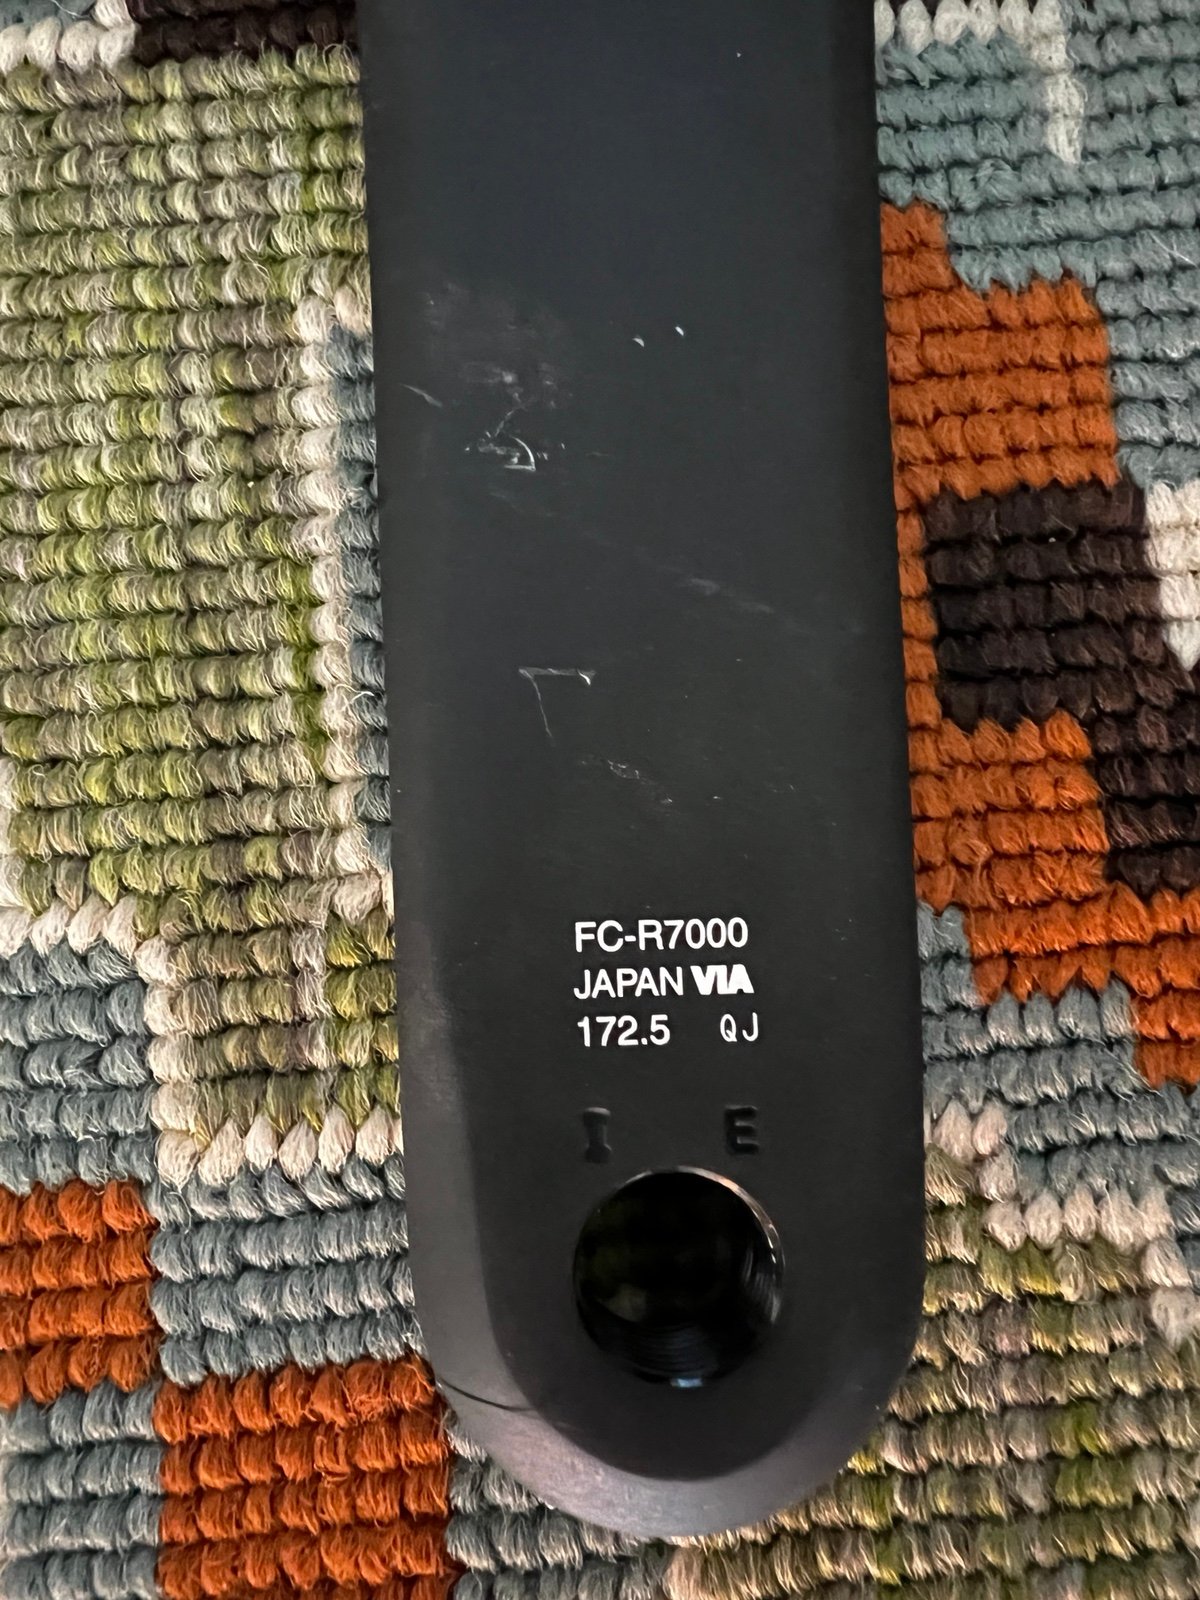 FC-R7000
JAPAN VIA
172.5 QJ
I E